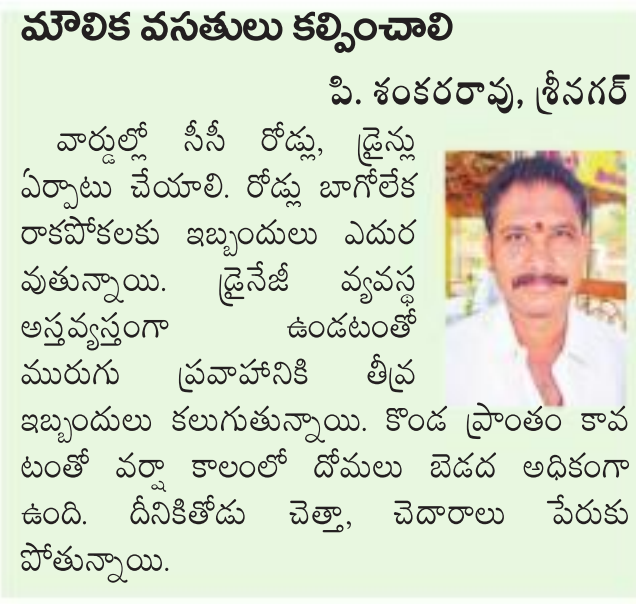 మౌలిక వసతులు కల్పించాలి
పి. శంకరరావు, శ్రీనగర్
వార్డుల్లో సీసీ రోడ్లు, డ్రైన్లు
ఏర్పాటు చేయాలి. రోడ్లు బాగోలేక
రాకపోకలకు ఇబ్బందులు ఎదుర
వుతున్నాయి. డ్రైనేజీ వ్యవస్థ
అస్తవ్యస్తంగా ఉండటంతో
మురుగు ప్రవాహానికి తీవ్ర
ఇబ్బందులు కలుగుతున్నాయి. కొండ ప్రాంతం కావ
టంతో వర్షా కాలంలో దోమలు బెడద అధికంగా
ఉంది. దీనికితోడు చెత్తా, చెదారాలు పేరుకు
పోతున్నాయి.